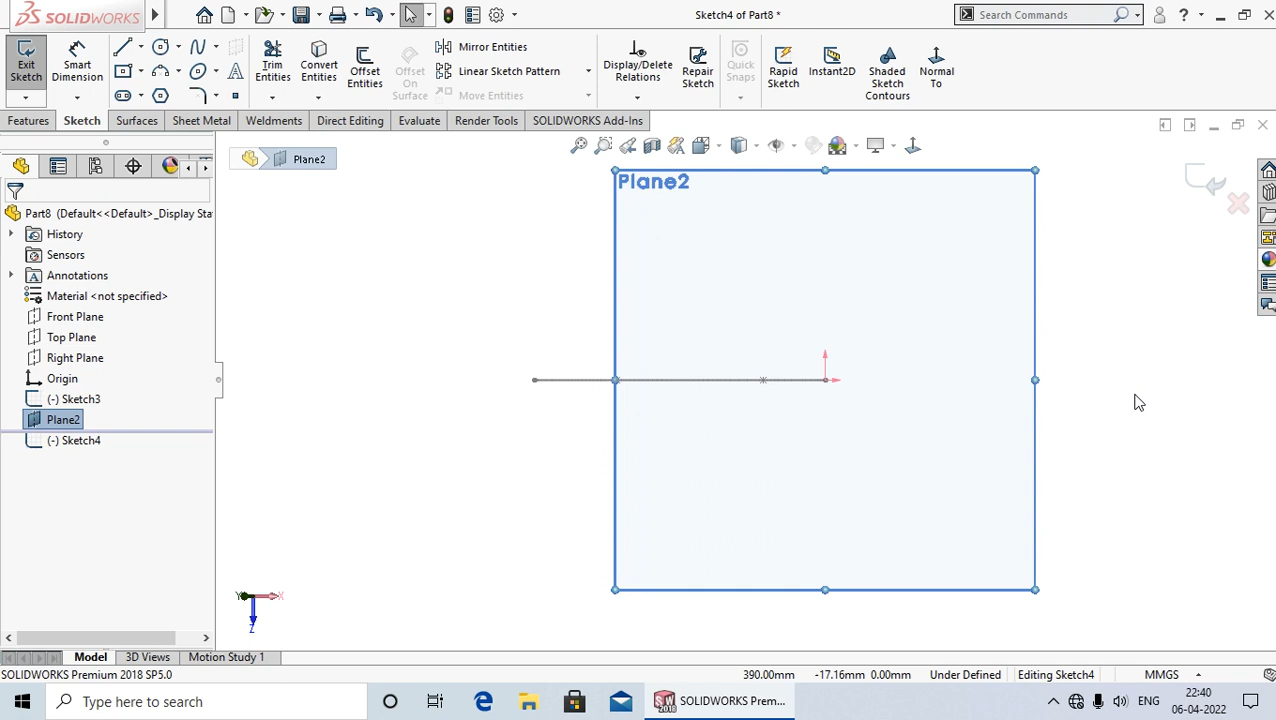 SOLIDWORKS
Sketch4 of Part8 *
Search Commands
?
Exit Sketch
Smart Dimension
Trim Entities
Convert Entities
Offset Entities
Offset On Surface
Mirror Entities
Linear Sketch Pattern
Move Entities
Display/Delete Relations
Repair Sketch
Quick Snaps
Rapid Sketch
Instant2D
Shaded Sketch Contours
Normal To
Features
Sketch
Surfaces
Sheet Metal
Weldments
Direct Editing
Evaluate
Render Tools
SOLIDWORKS Add-Ins
Plane2
Plane2
Part8 (Default<<Default>_Display Sta
History
Sensors
Annotations
Material <not specified>
Front Plane
Top Plane
Right Plane
Origin
(-) Sketch3
Plane2
(-) Sketch4
Y
X
Z
Model
3D Views
Motion Study 1
SOLIDWORKS Premium 2018 SP5.0
390.00mm
-17.16mm 0.00mm
Under Defined
Editing Sketch4
MMGS
Type here to search
SOLIDWORKS Prem...
ENG
22:40
06-04-2022